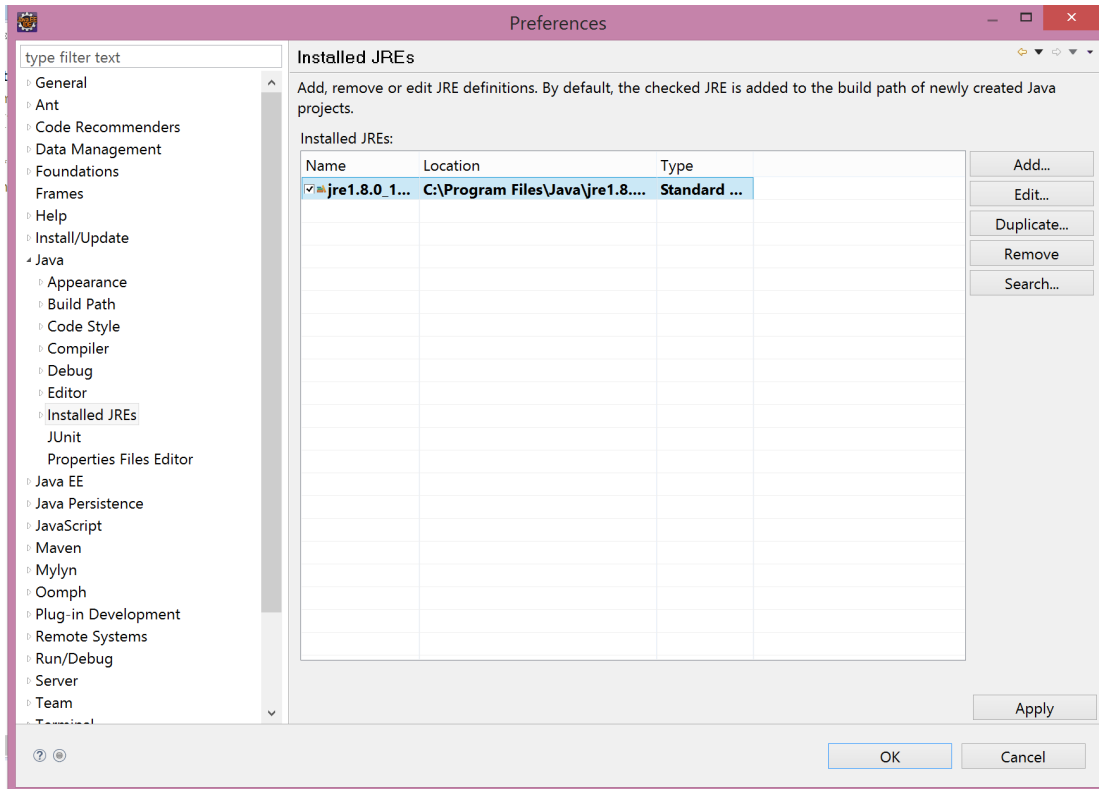 Preferences
type filter text
General
Ant
Code Recommenders
Data Management
Foundations
Frames
Help
Install/Update
Java
Appearance
Build Path
Code Style
Compiler
Debug
Editor
Installed JREs
JUnit
Properties Files Editor
Java EE
Java Persistence
JavaScript
Maven
Mylyn
Oomph
Plug-in Development
Remote Systems
Run/Debug
Server
Team
Installed JREs
Add, remove or edit JRE definitions. By default, the checked JRE is added to the build path of newly created Java
projects.
Installed JREs:
Name Location Type
jre1.8.0_1... C:\Program Files\Java\jre1.8.... Standard ...
Add...
Edit...
Duplicate...
Remove
Search...
Apply
OK Cancel